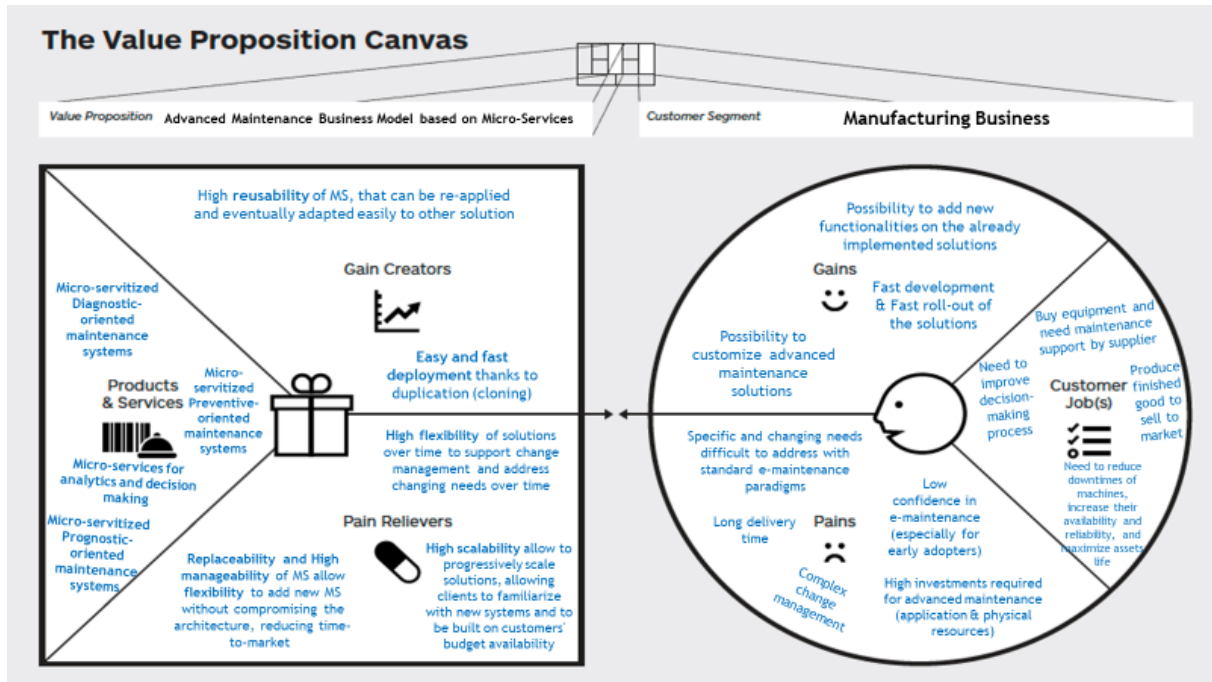 The Value Proposition Canvas
Value Proposition Advanced Maintenance Business Model based on Micro-Services
Customer Segment Manufacturing Business
High reusability of MS, that can be re-applied
and eventually adapted easily to other solution
Gain Creators
Micro-servitized
Diagnostic-
oriented
maintenance
systems
Easy and fast
deployment thanks to
duplication (cloning)
Products
& Services
Micro-
servitized
Preventive-
oriented
maintenance
systems
Micro-services for
analytics and decision
making
Micro-servitized
Prognostic-
oriented
maintenance
systems
High flexibility of solutions
over time to support change
management and address
changing needs over time
Pain Relievers
Replaceability and High
manageability of MS allow
flexibility to add new MS
without compromising the
architecture, reducing time-
to-market
High scalability allow to
progressively scale
solutions, allowing
clients to familiarize
with new systems and to
be built on customers'
budget availability
Possibility to add new
functionalities on the already
implemented solutions
Gains
Fast development
& Fast roll-out of
the solutions
Possibility to
customize advanced
maintenance
solutions
Buy equipment and
need maintenance
support by supplier
Need to
improve
decision-
making
process
Customer
Job(s)
Produce
finished
good to
sell to
market
Need to reduce
downtimes of
machines,
increase their
availability and
reliability, and
maximize assets
life
Specific and changing needs
difficult to address with
standard e-maintenance
paradigms
Low
confidence in
e-maintenance
(especially for
early adopters)
Long delivery
time
Pains
Complex
change
management
High investments required
for advanced maintenance
(application & physical
resources)